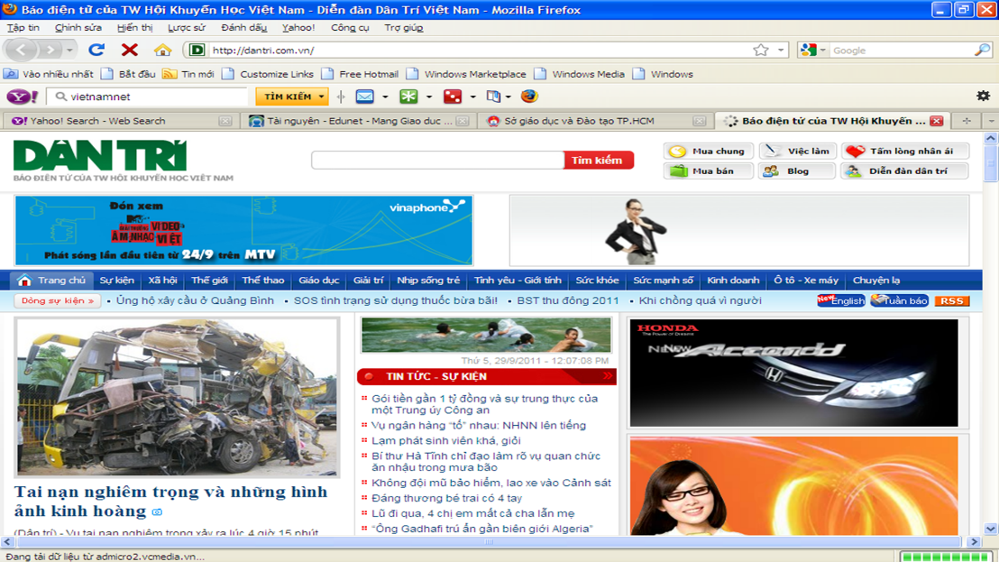 Báo điện tử của TW Hội Khuyến Học Việt Nam - Diễn đàn Dân Trí Việt Nam - Mozilla Firefox
Tập tin Chỉnh sửa Hiển thị Lược sử Đánh dấu Yahoo! Công cụ Trợ giúp
http://dantri.com.vn/ Google
Vào nhiều nhất Bắt đầu Tin mới Customize Links Free Hotmail Windows Marketplace Windows Media Windows
Y! vietnamnet TÌM KIẾM
Yahoo! Search - Web Search Tài nguyên - Edunet - Mang Giao duc ... Sở giáo dục và Đào tạo TP.HCM Báo điện tử của TW Hội Khuyến ...
DÂN TRÍ
BÁO ĐIỆN TỬ CỦA TW HỘI KHUYẾN HỌC VIỆT NAM
Tìm kiếm
Mua chung Việc làm Tấm lòng nhân ái
Mua bán Blog Diễn đàn dân trí
Đón xem
vinaphone
MTV
VIDEO
ÂM NHẠC VIỆT
Phát sóng lần đầu tiên từ 24/9 trên MTV
Trang chủ Sự kiện Xã hội Thế giới Thể thao Giáo dục Giải trí Nhịp sống trẻ Tình yêu - Giới tính Sức khỏe Sức mạnh số Kinh doanh Ô tô - Xe máy Chuyện lạ
Dòng sự kiện » Ủng hộ xây cầu ở Quảng Bình SOS tình trạng sử dụng thuốc bừa bãi! BST thu đông 2011 Khi chồng quá vì người New English Tuần báo RSS
Thứ 5, 29/9/2011 - 12:07:08 PM
TIN TỨC - SỰ KIỆN
Gói tiền gần 1 tỷ đồng và sự trung thực của
một Trung úy Công an
Vụ ngân hàng “tố” nhau: NHNN lên tiếng
Lạm phát sinh viên khá, giỏi
Bí thư Hà Tĩnh chỉ đạo làm rõ vụ quan chức
ăn nhậu trong mưa bão
Không đội mũ bảo hiểm, lao xe vào Cảnh sát
Đáng thương bé trai có 4 tay
Lũ đi qua, 4 chị em mất cả cha lẫn mẹ
“Ông Gadhafi trú ẩn gần biên giới Algeria”
HONDA
The Power of Dreams
New Accord
Tai nạn nghiêm trọng và những hình
ảnh kinh hoàng
(Dân trí) - Vụ tai nạn nghiêm trọng xảy ra lúc 4 giờ 15 phút
Đang tải dữ liệu từ admicro2.vcmedia.vn...